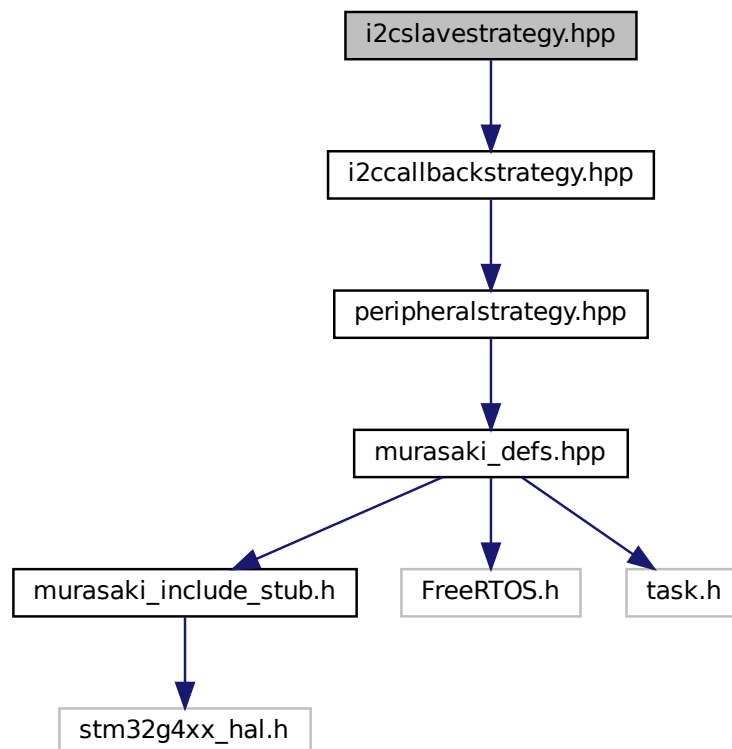 i2cslavestrategy.hpp
i2ccallbackstrategy.hpp
peripheralstrategy.hpp
murasaki_defs.hpp
murasaki_include_stub.h
FreeRTOS.h
task.h
stm32g4xx_hal.h